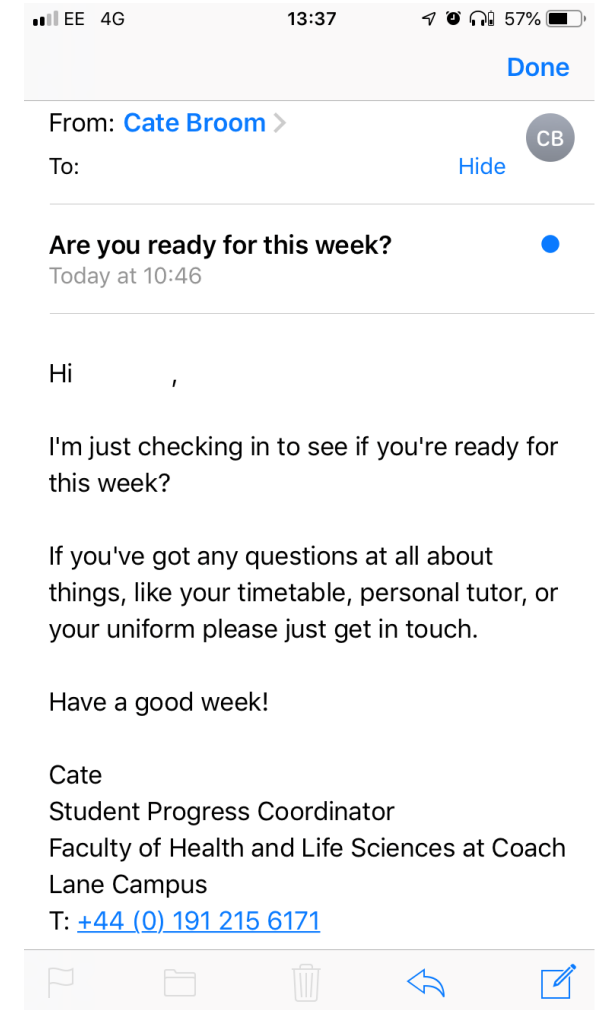 EE 4G 13:37 57%
Done
From: Cate Broom
CB
To: Hide
Are you ready for this week?
Today at 10:46
Hi ,
I'm just checking in to see if you're ready for
this week?
If you've got any questions at all about
things, like your timetable, personal tutor, or
your uniform please just get in touch.
Have a good week!
Cate
Student Progress Coordinator
Faculty of Health and Life Sciences at Coach
Lane Campus
T: +44 (0) 191 215 6171